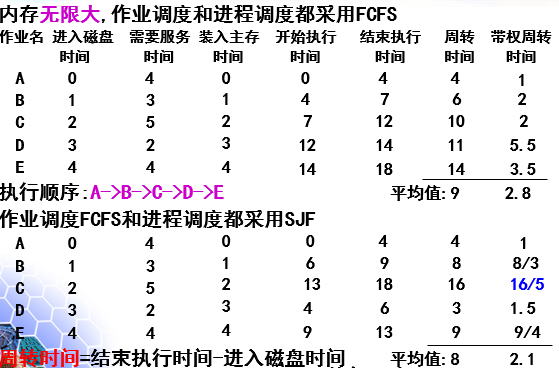 内存无限大,作业调度和进程调度都采用FCFS
作业名 进入磁盘 需要服务 装入主存 开始执行 结束执行 周转 带权周转
时间 时间 时间 时间 时间 时间 时间
A 0 4 0 0 4 4 1
B 1 3 1 4 7 6 2
C 2 5 2 7 12 10 2
D 3 2 3 12 14 11 5.5
E 4 4 4 14 18 14 3.5
执行顺序:A->B->C->D->E 平均值: 9 2.8
作业调度FCFS和进程调度都采用SJF
A 0 4 0 0 4 4 1
B 1 3 1 6 9 8 8/3
C 2 5 2 13 18 16 16/5
D 3 2 3 4 6 3 1.5
E 4 4 4 9 13 9 9/4
周转时间=结束执行时间-进入磁盘时间 平均值: 8 2.1